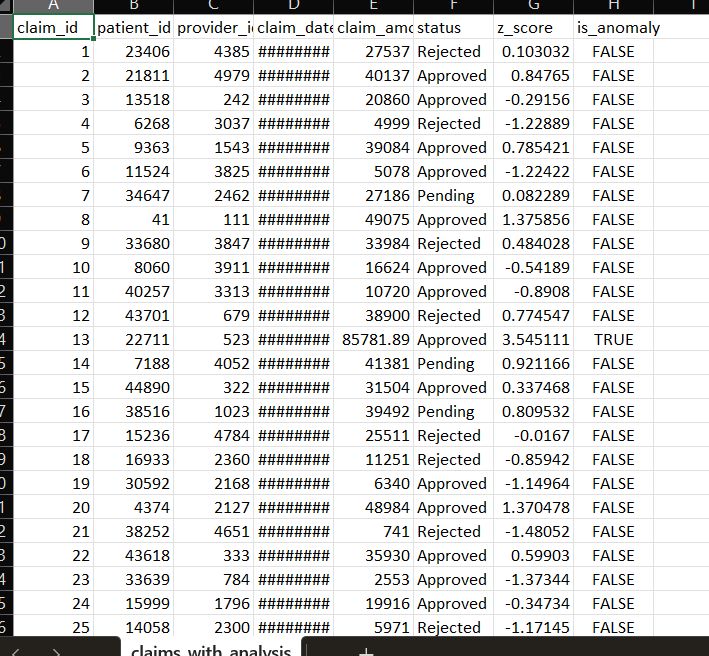 A B C D E F G H I
claim_id patient_id provider_i claim_date claim_amo status z_score is_anomaly
1 23406 4385 ######## 27537 Rejected 0.103032 FALSE
2 21811 4979 ######## 40137 Approved 0.84765 FALSE
3 13518 242 ######## 20860 Approved -0.29156 FALSE
4 6268 3037 ######## 4999 Rejected -1.22889 FALSE
5 9363 1543 ######## 39084 Approved 0.785421 FALSE
6 11524 3825 ######## 5078 Approved -1.22422 FALSE
7 34647 2462 ######## 27186 Pending 0.082289 FALSE
8 41 111 ######## 49075 Approved 1.375856 FALSE
9 33680 3847 ######## 33984 Rejected 0.484028 FALSE
10 8060 3911 ######## 16624 Approved -0.54189 FALSE
11 40257 3313 ######## 10720 Approved -0.8908 FALSE
12 43701 679 ######## 38900 Rejected 0.774547 FALSE
13 22711 523 ######## 85781.89 Approved 3.545111 TRUE
14 7188 4052 ######## 41381 Pending 0.921166 FALSE
15 44890 322 ######## 31504 Approved 0.337468 FALSE
16 38516 1023 ######## 39492 Pending 0.809532 FALSE
17 15236 4784 ######## 25511 Rejected -0.0167 FALSE
18 16933 2360 ######## 11251 Rejected -0.85942 FALSE
19 30592 2168 ######## 6340 Approved -1.14964 FALSE
20 4374 2127 ######## 48984 Approved 1.370478 FALSE
21 38252 4651 ######## 741 Rejected -1.48052 FALSE
22 43618 333 ######## 35930 Approved 0.59903 FALSE
23 33639 784 ######## 2553 Approved -1.37344 FALSE
24 15999 1796 ######## 19916 Approved -0.34734 FALSE
25 14058 2300 ######## 5971 Rejected -1.17145 FALSE
claims_with_analysis